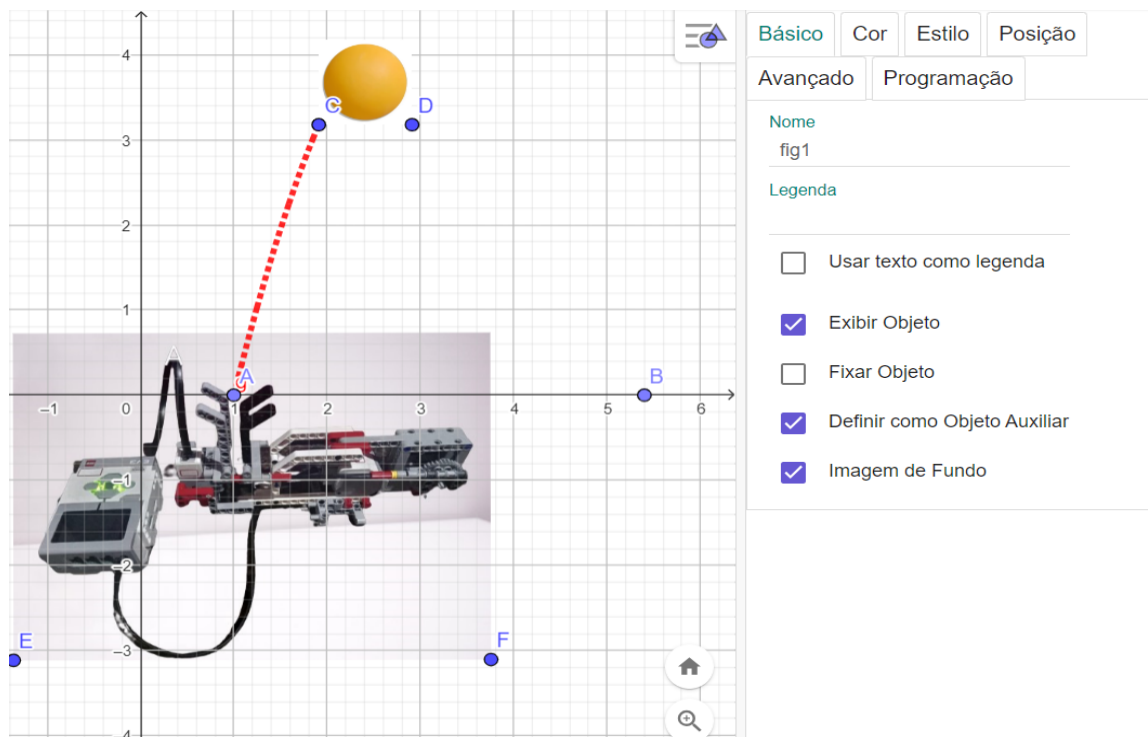 Básico Cor Estilo Posição
Avançado Programação
Nome
fig1
Legenda
Usar texto como legenda
Exibir Objeto
Fixar Objeto
Definir como Objeto Auxiliar
Imagem de Fundo
4
C D
3
2
1
A B
–1 0 1 2 3 4 5 6
–1
–2
E F
–3
–4